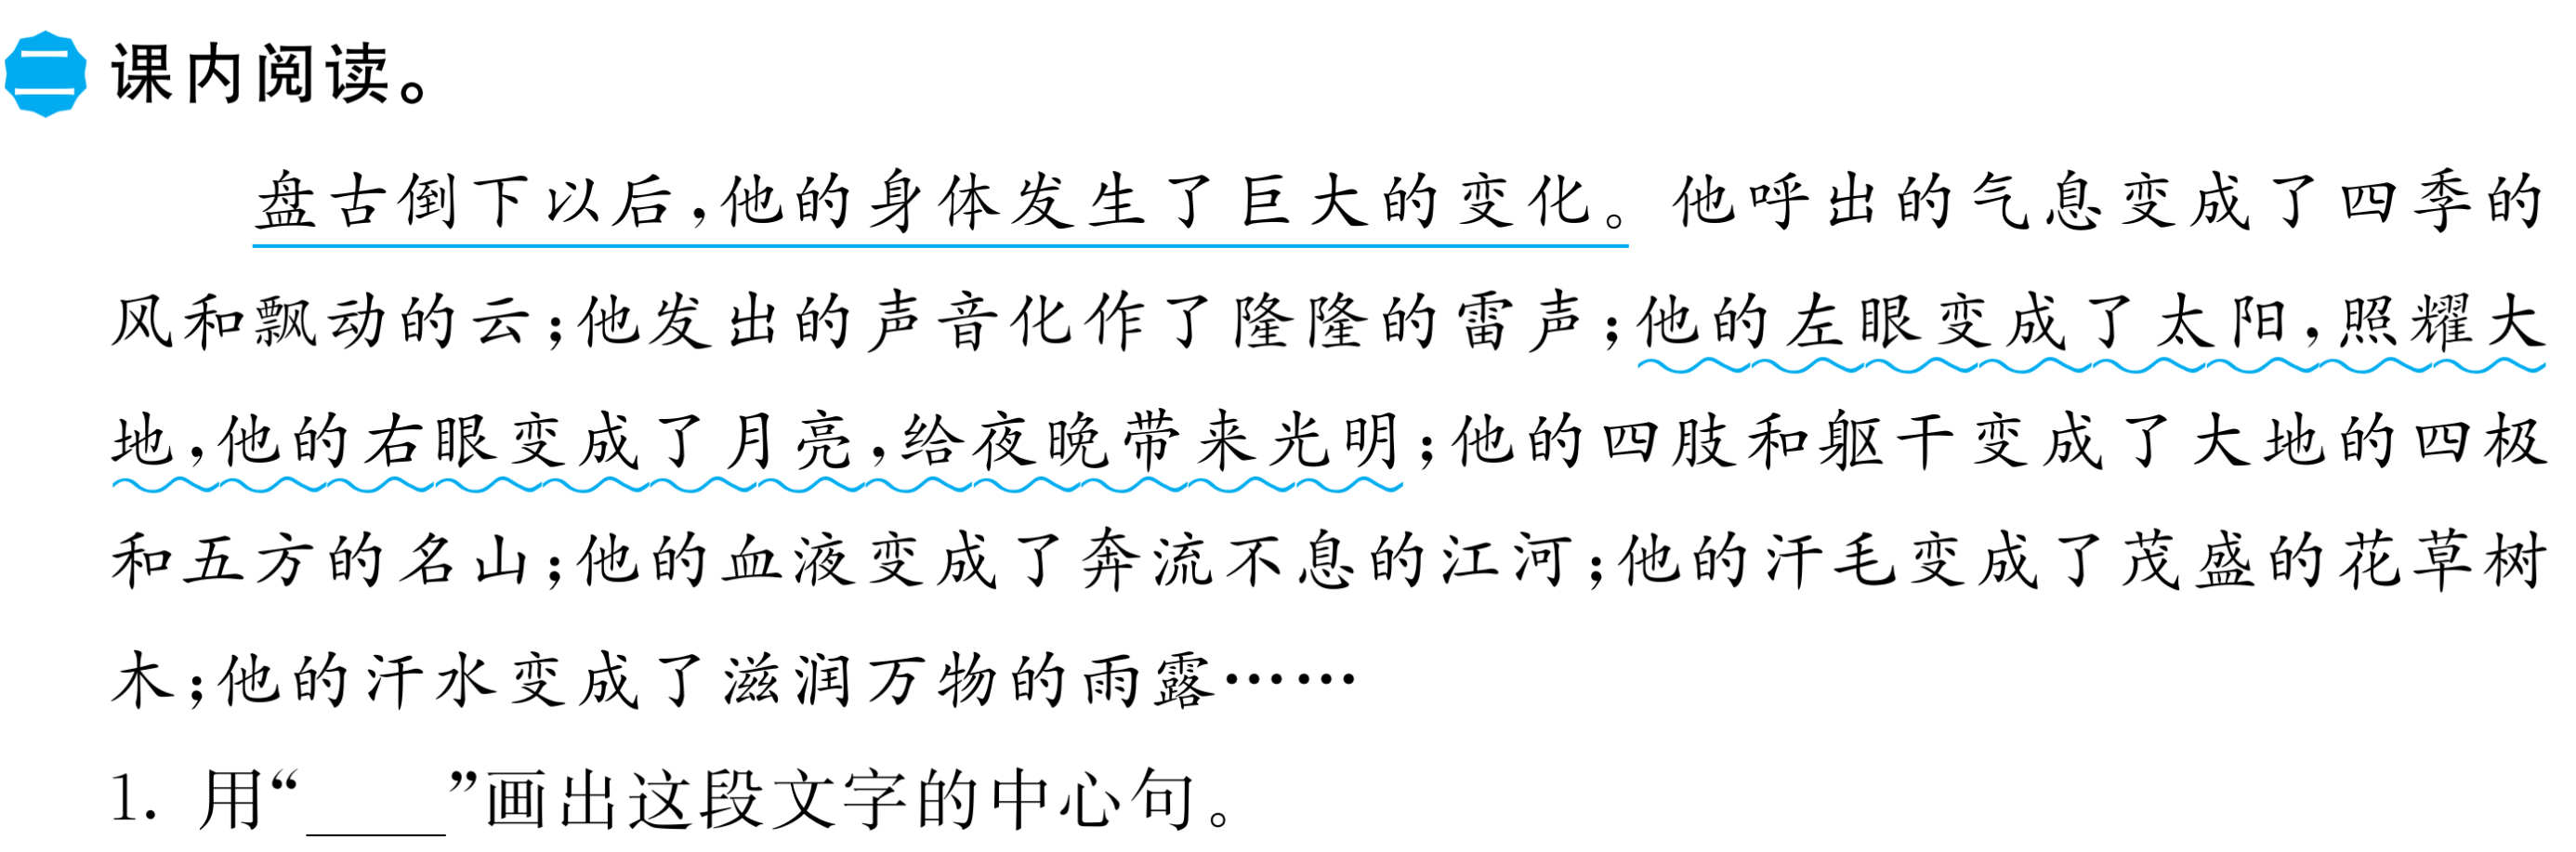 二 课内阅读。
盘古倒下以后,他的身体发生了巨大的变化。他呼出的气息变成了四季的
风和飘动的云;他发出的声音化作了隆隆的雷声;他的左眼变成了太阳,照耀大
地,他的右眼变成了月亮,给夜晚带来光明;他的四肢和躯干变成了大地的四极
和五方的名山;他的血液变成了奔流不息的江河;他的汗毛变成了茂盛的花草树
木;他的汗水变成了滋润万物的雨露……
1. 用“____”画出这段文字的中心句。